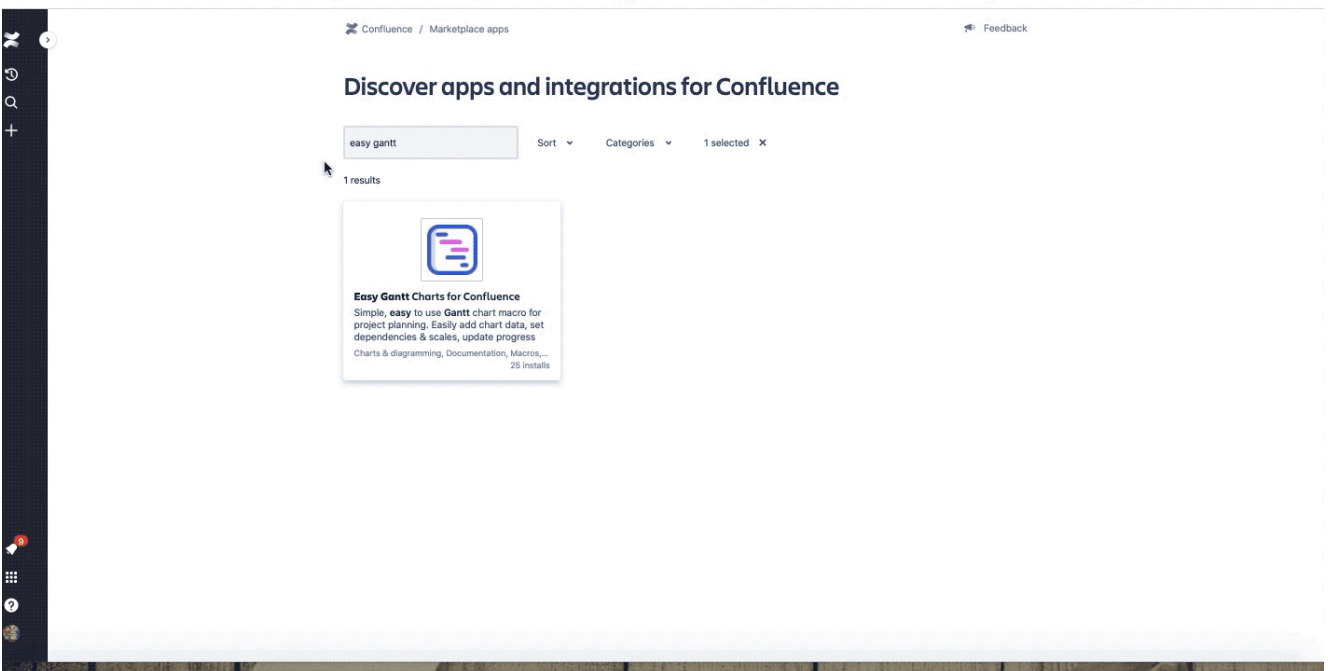 Confluence / Marketplace apps
Feedback
Discover apps and integrations for Confluence
easy gantt
Sort
Categories
1 selected
1 results
Easy Gantt Charts for Confluence
Simple, easy to use Gantt chart macro for
project planning. Easily add chart data, set
dependencies & scales, update progress
Charts & diagramming, Documentation, Macros,...
25 installs
9